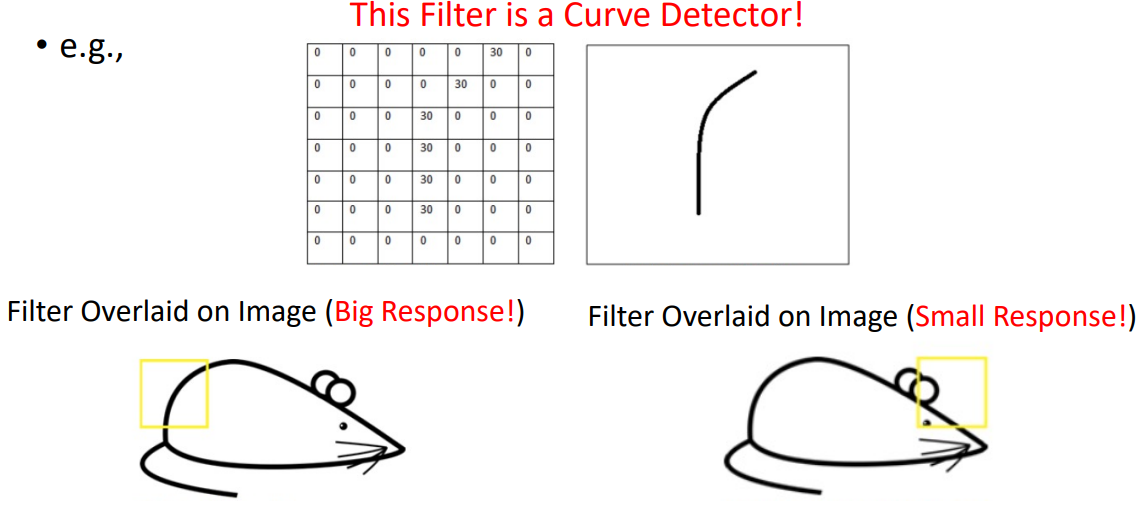 This Filter is a Curve Detector!
• e.g.,
0 0 0 0 0 30 0
0 0 0 0 30 0 0
0 0 0 30 0 0 0
0 0 0 30 0 0 0
0 0 0 30 0 0 0
0 0 0 30 0 0 0
0 0 0 0 0 0 0
Filter Overlaid on Image (Big Response!)
Filter Overlaid on Image (Small Response!)